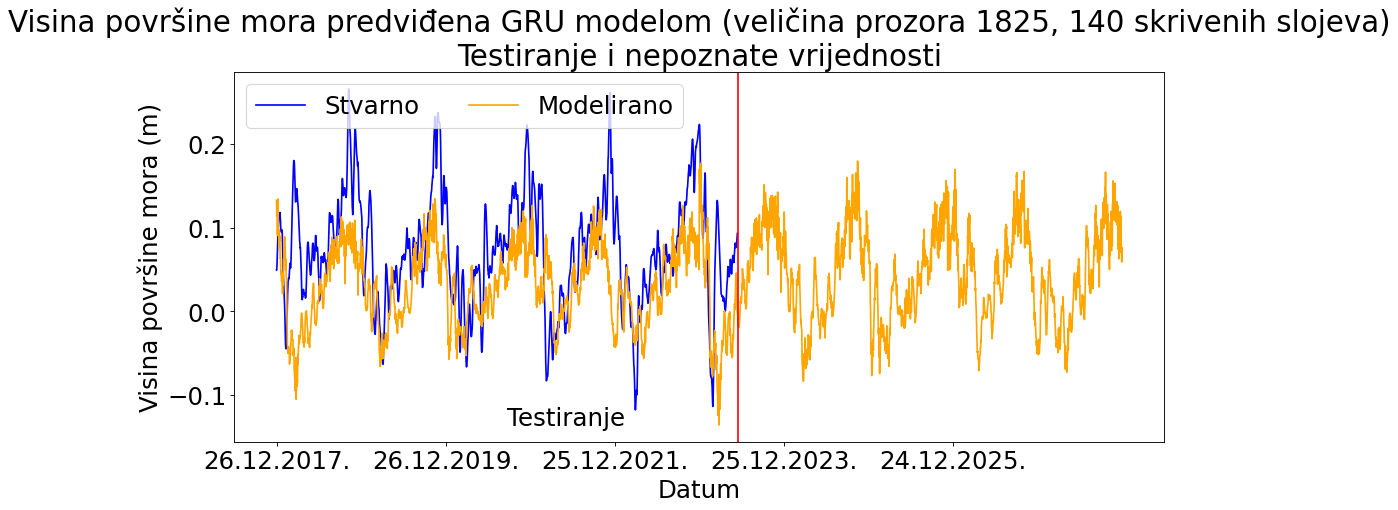 Visina površine mora predviđena GRU modelom (veličina prozora 1825, 140 skrivenih slojeva)
Testiranje i nepoznate vrijednosti
Stvarno
Modelirano
Visina površine mora (m)
0.2
0.1
0.0
−0.1
Testiranje
26.12.2017.
26.12.2019.
25.12.2021.
25.12.2023.
24.12.2025.
Datum